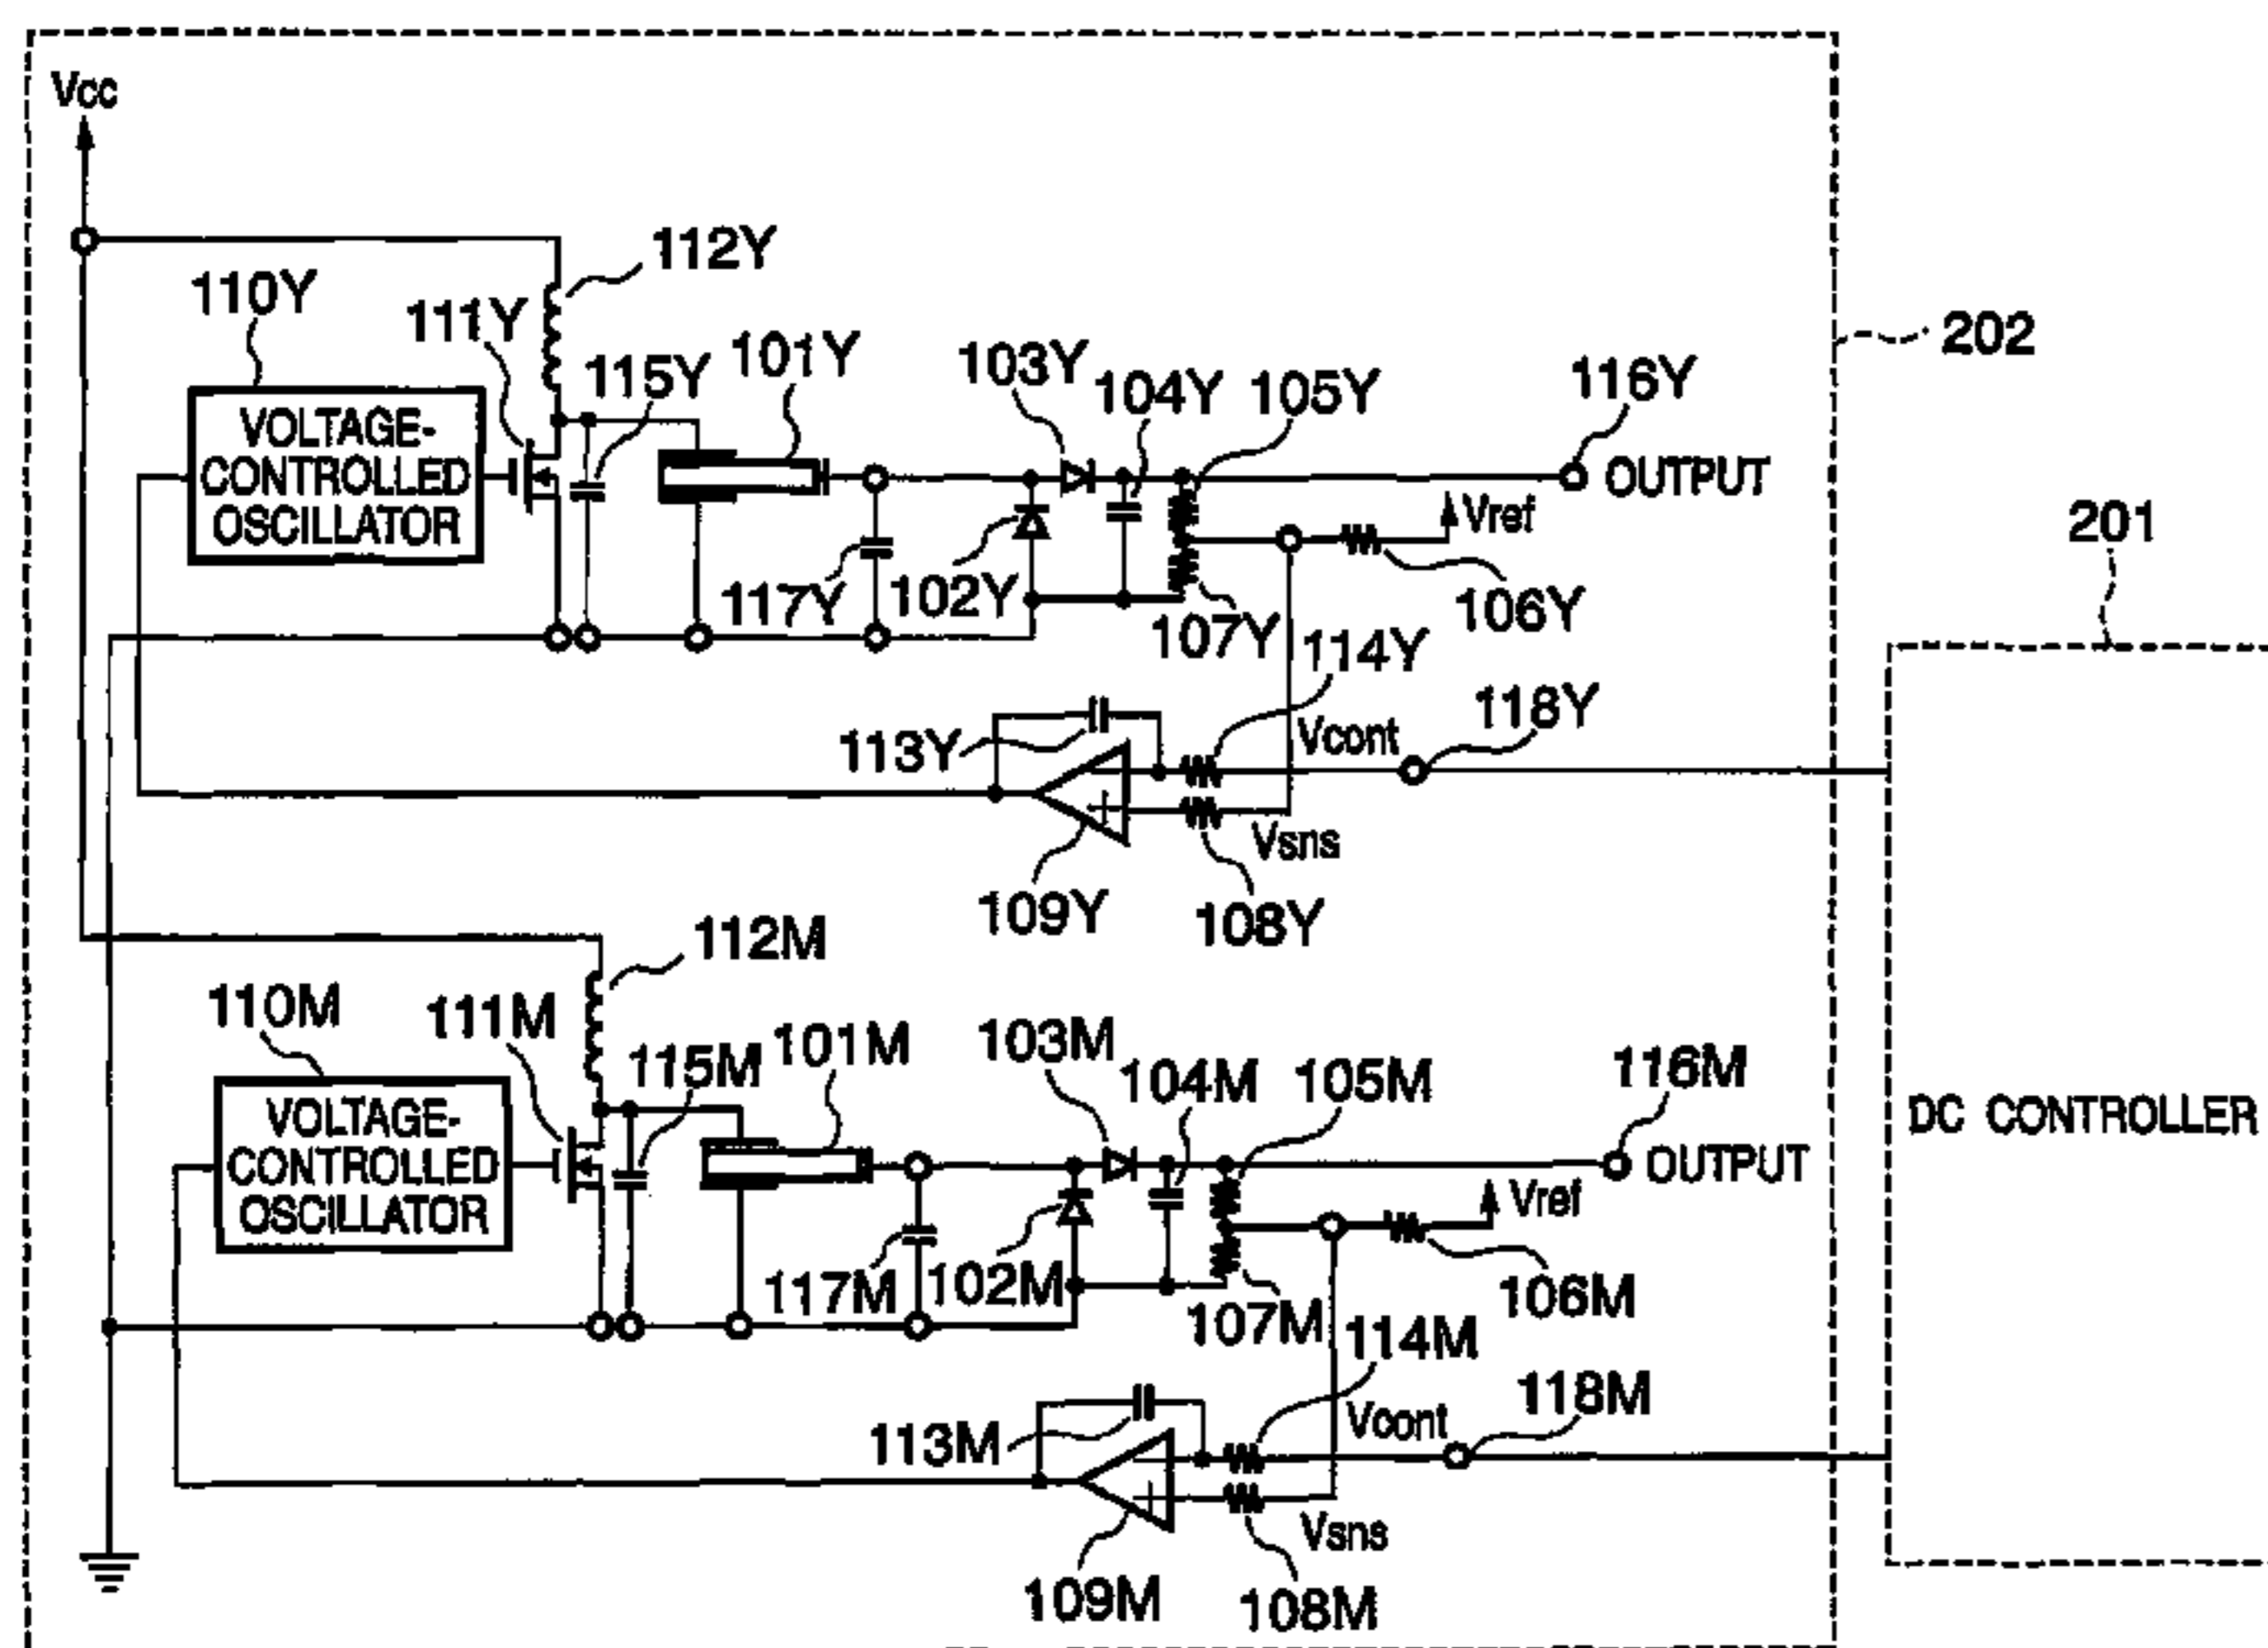 Vcc
112Y
110Y
111Y
115Y
101Y
103Y
104Y
105Y
116Y
202
VOLTAGE-
CONTROLLED
OSCILLATOR
OUTPUT
Vref
201
117Y
102Y
107Y
106Y
114Y
113Y
Vcont
118Y
Vsns
109Y
108Y
112M
110M
111M
115M
101M
103M
104M
105M
116M
VOLTAGE-
CONTROLLED
OSCILLATOR
DC CONTROLLER
OUTPUT
Vref
117M
102M
107M
106M
114M
113M
Vcont
118M
Vsns
109M
108M